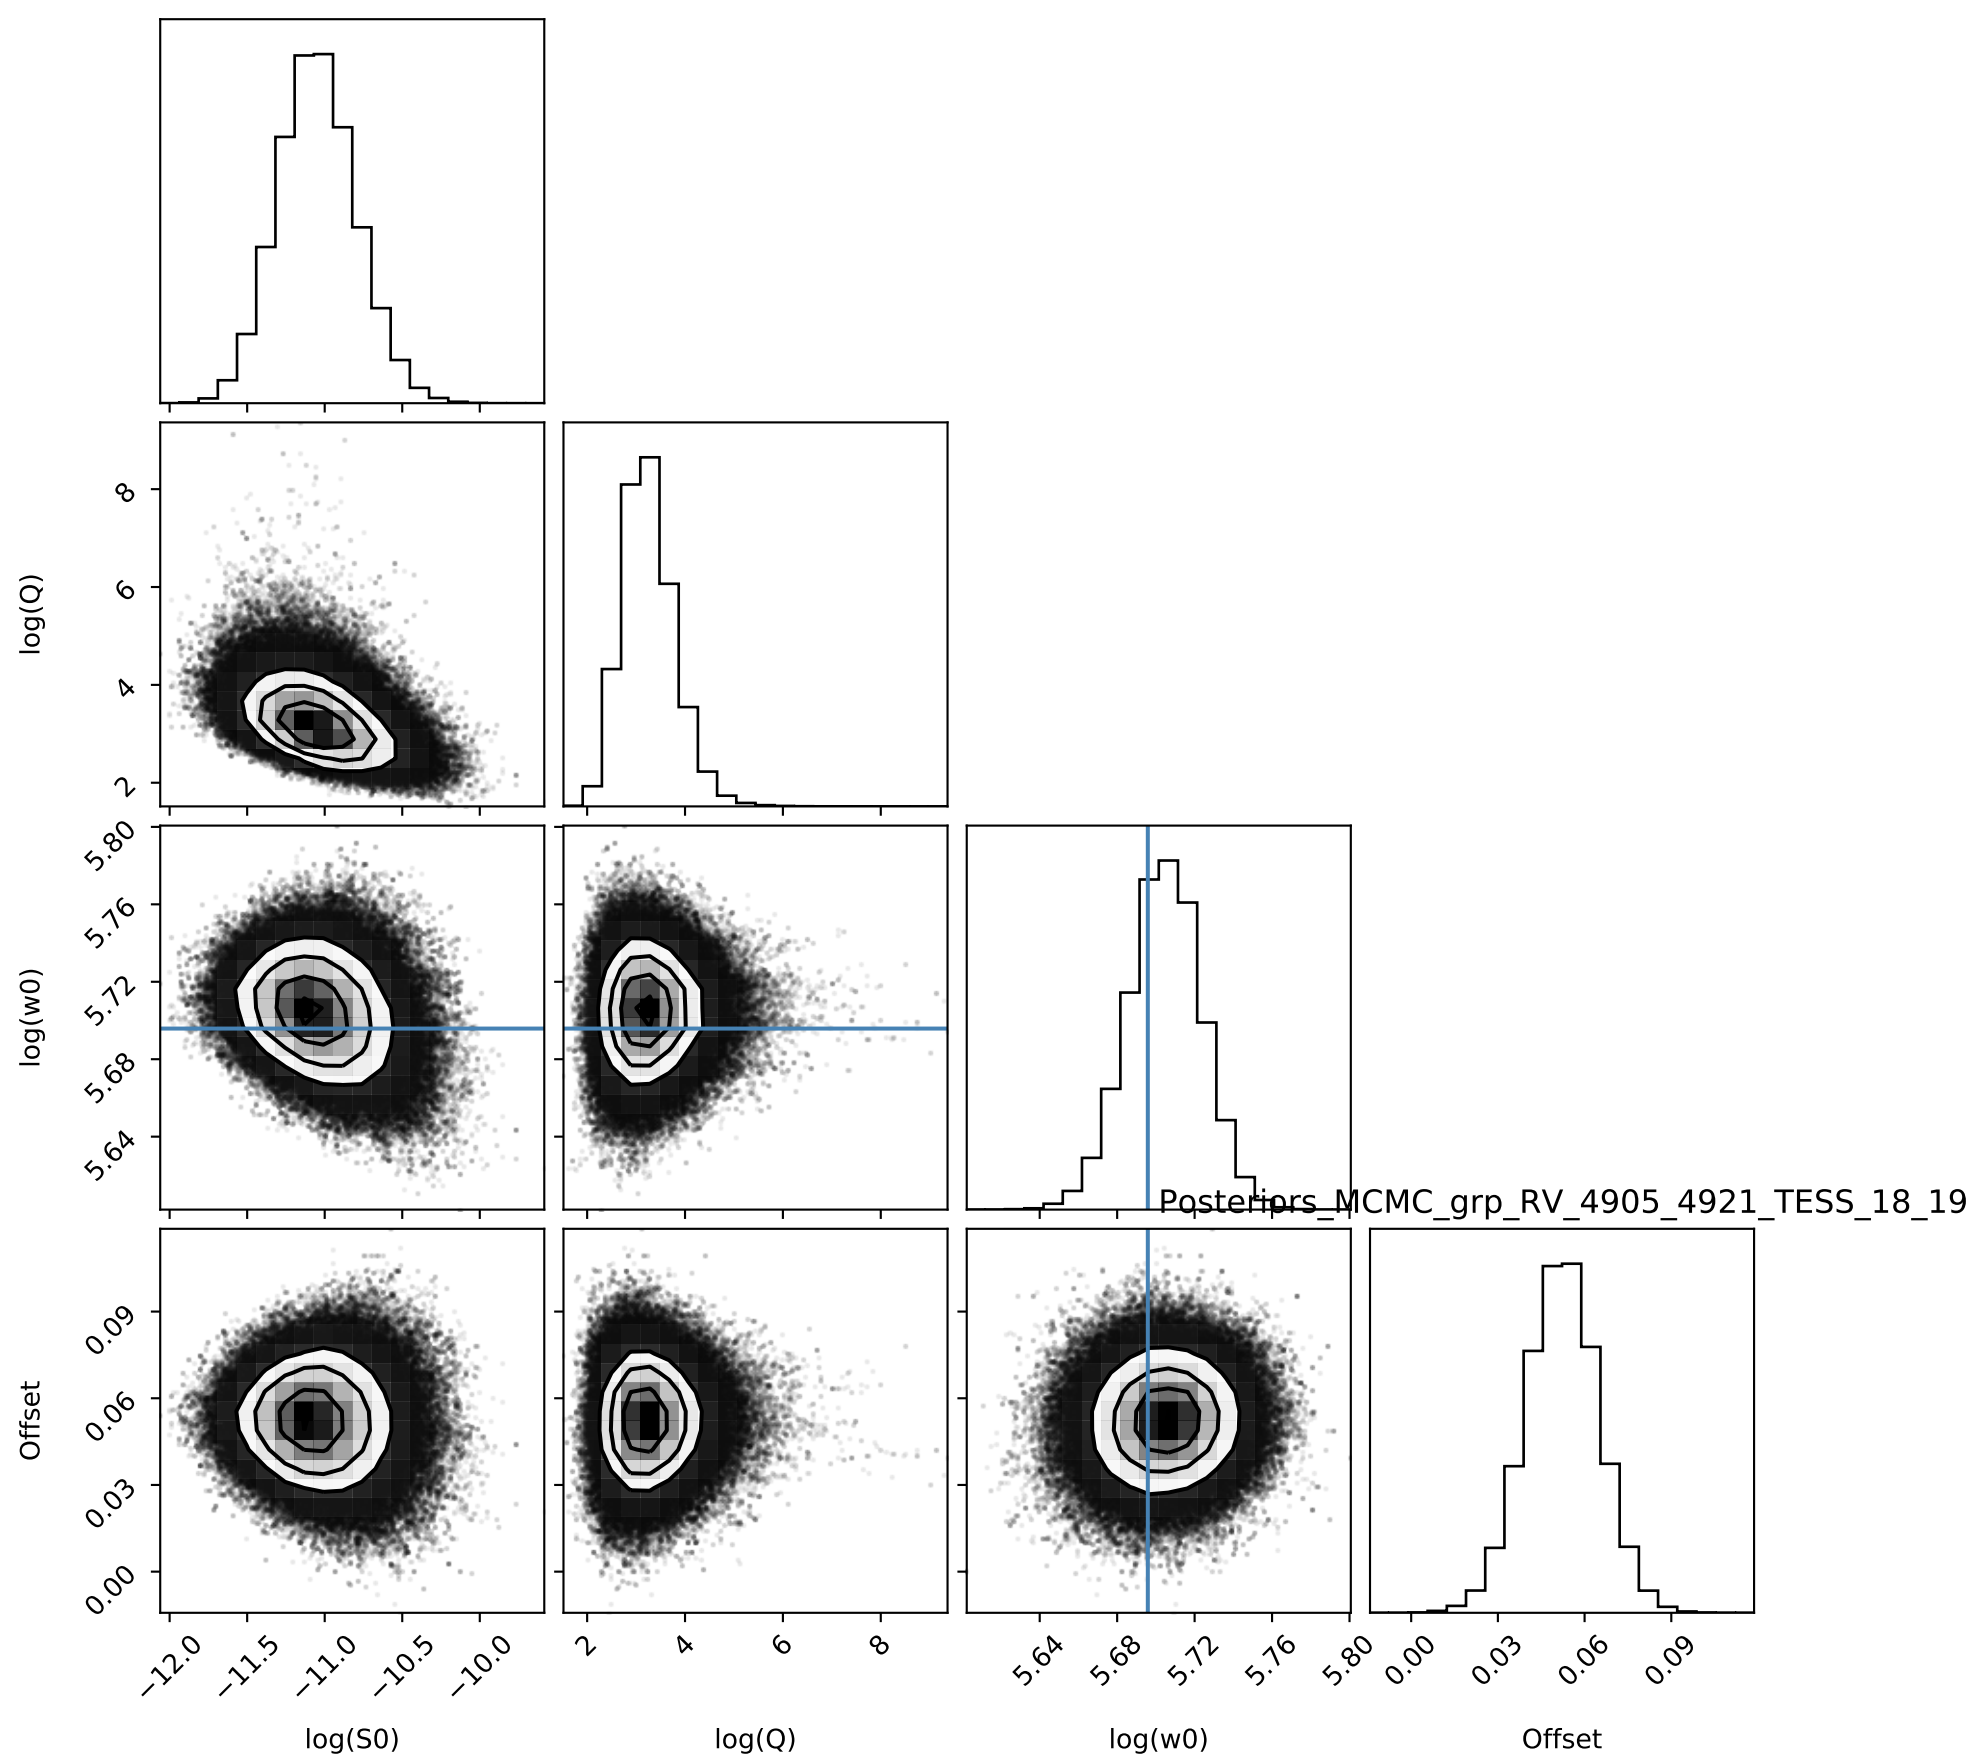 log(Q)
8
6
4
2
log(w0)
5.80
5.76
5.72
5.68
5.64
Posteriors_MCMC_grp_RV_4905_4921_TESS_18_19
Offset
0.09
0.06
0.03
0.00
−12.0 −11.5 −11.0 −10.5 −10.0
2 4 6 8
5.64 5.68 5.72 5.76 5.80
0.00 0.03 0.06 0.09
log(S0) log(Q) log(w0) Offset